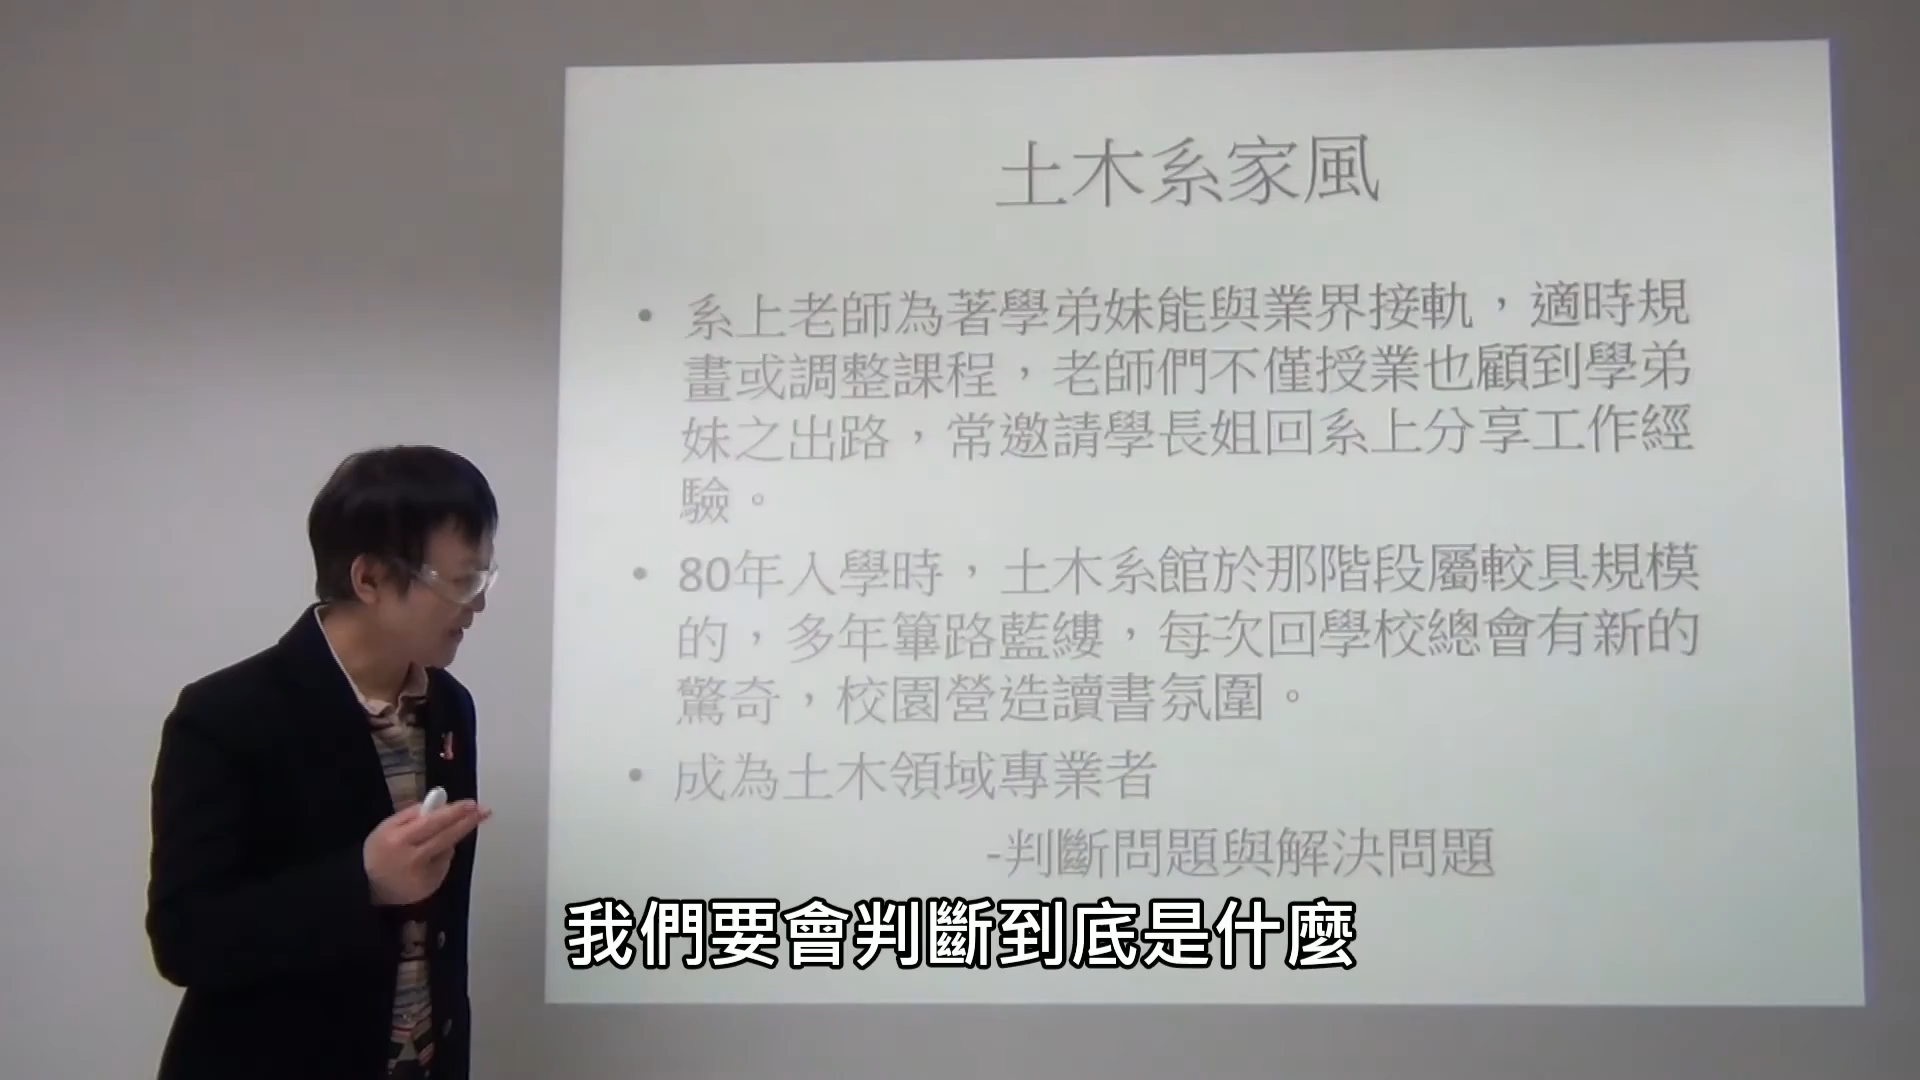 土木系家風
• 系上老師為著學弟妹能與業界接軌，適時規
畫或調整課程，老師們不僅授業也顧到學弟
妹之出路，常邀請學長姐回系上分享工作經
驗。
• 80年入學時，土木系館於那階段屬較具規模
的，多年篳路藍縷，每次回學校總會有新的
驚奇，校園營造讀書氛圍。
• 成為土木領域專業者
-判斷問題與解決問題
我們要會判斷到底是什麼